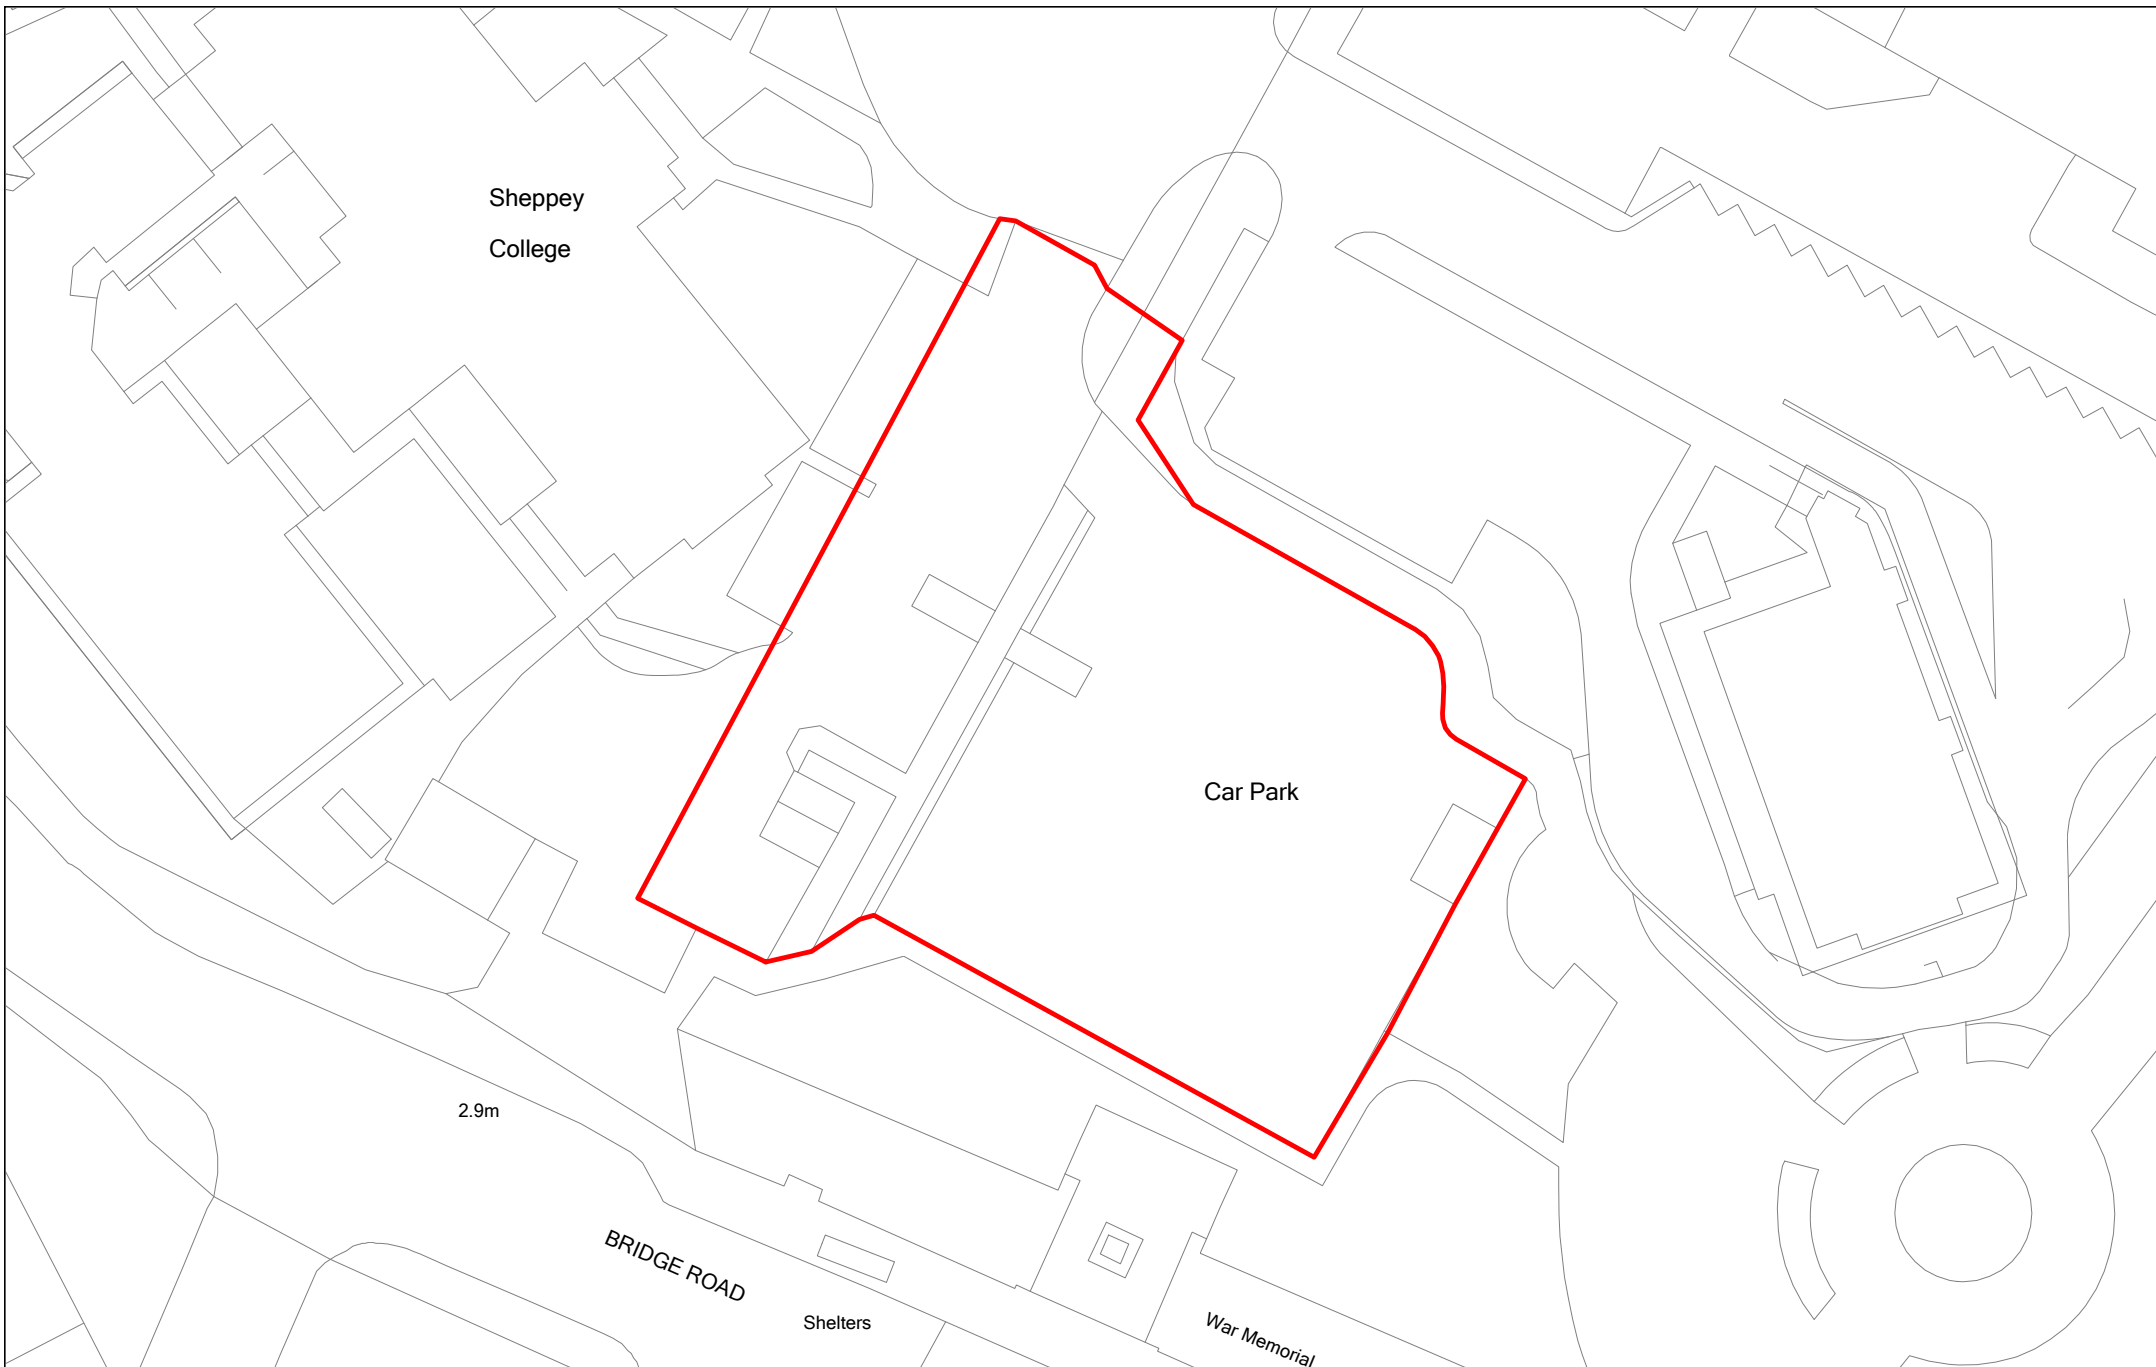 Sheppey
College
Car Park
2.9m
BRIDGE ROAD
Shelters
War Memorial